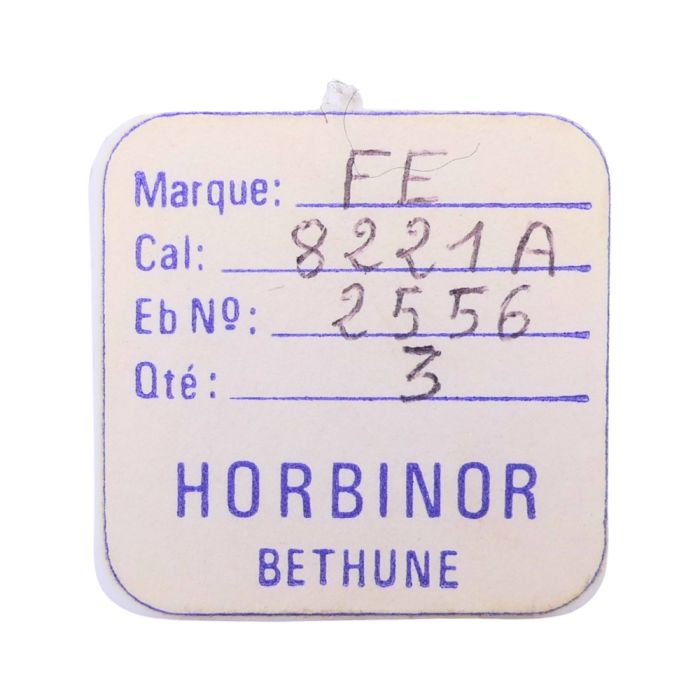 Marque: FE
Cal: 8221A
Eb Nº: 2556
Qté: 3
HORBINOR
BETHUNE